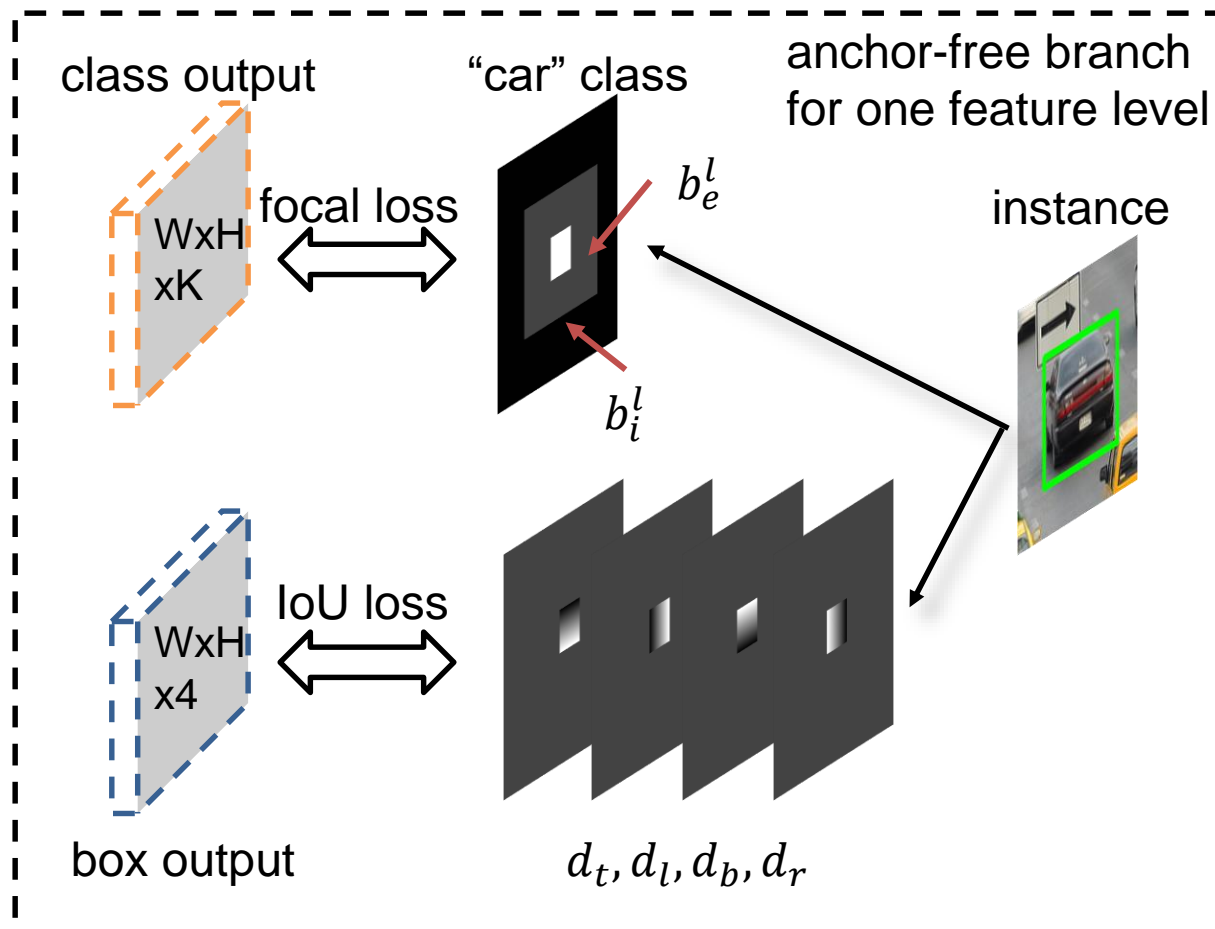 class output
“car” class
anchor-free branch
for one feature level
WxH
xK
focal loss
b_e^l
b_i^l
instance
WxH
x4
IoU loss
box output
d_t, d_l, d_b, d_r